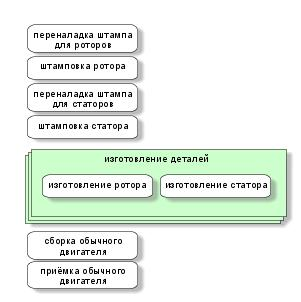 переналадка штампа
для роторов
штамповка ротора
переналадка штампа
для статоров
штамповка статора
изготовление деталей
изготовление ротора
изготовление статора
сборка обычного
двигателя
приёмка обычного
двигателя